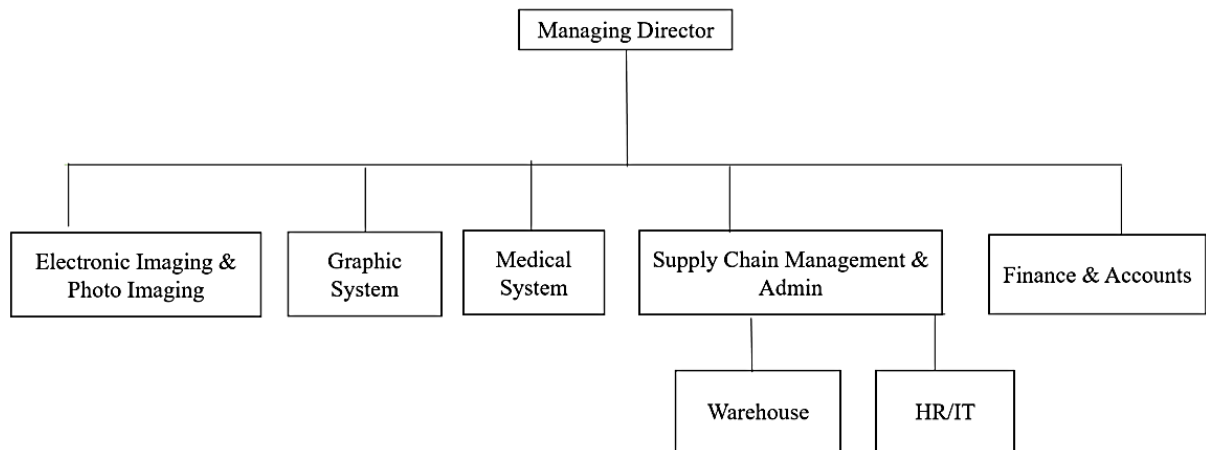 Managing Director
Electronic Imaging &
Photo Imaging
Graphic
System
Medical
System
Supply Chain Management &
Admin
Finance & Accounts
Warehouse
HR/IT